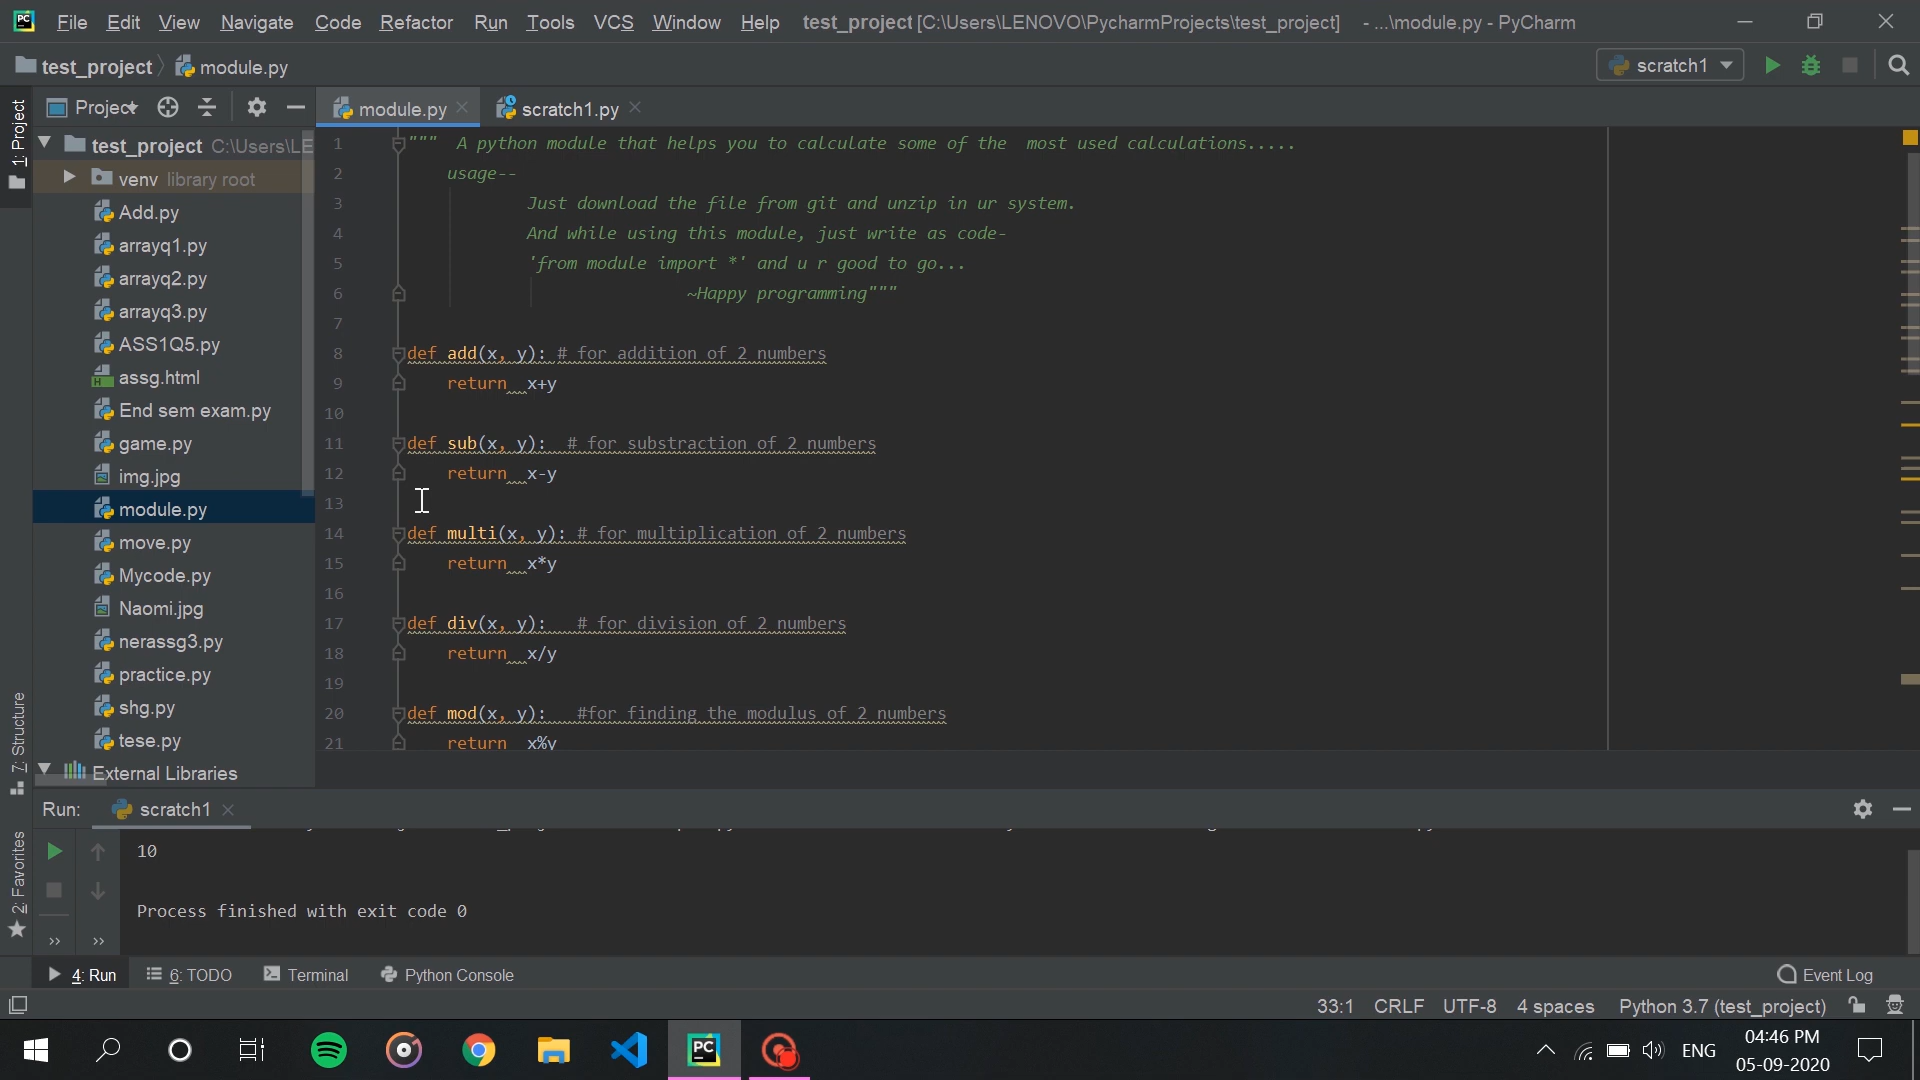 File Edit View Navigate Code Refactor Run Tools VCS Window Help test_project [C:\Users\LENOVO\PycharmProjects\test_project] - ...\module.py - PyCharm
test_project module.py scratch1
1: Project
Project
module.py scratch1.py
test_project C:\Users\LE
venv library root
Add.py
arrayq1.py
arrayq2.py
arrayq3.py
ASS1Q5.py
assg.html
End sem exam.py
game.py
img.jpg
module.py
move.py
Mycode.py
Naomi.jpg
nerassg3.py
practice.py
shg.py
tese.py
External Libraries
1 """ A python module that helps you to calculate some of the most used calculations.....
2 usage--
3 Just download the file from git and unzip in ur system.
4 And while using this module, just write as code-
5 'from module import *' and u r good to go...
6 ~Happy programming"""
7
8 def add(x, y): # for addition of 2 numbers
9 return x+y
10
11 def sub(x, y): # for substraction of 2 numbers
12 return x-y
13
14 def multi(x, y): # for multiplication of 2 numbers
15 return x*y
16
17 def div(x, y): # for division of 2 numbers
18 return x/y
19
20 def mod(x, y): #for finding the modulus of 2 numbers
21 return x%y
7: Structure
2: Favorites
Run: scratch1
10
Process finished with exit code 0
4: Run 6: TODO Terminal Python Console Event Log
33:1 CRLF UTF-8 4 spaces Python 3.7 (test_project)
PC ENG 04:46 PM
05-09-2020